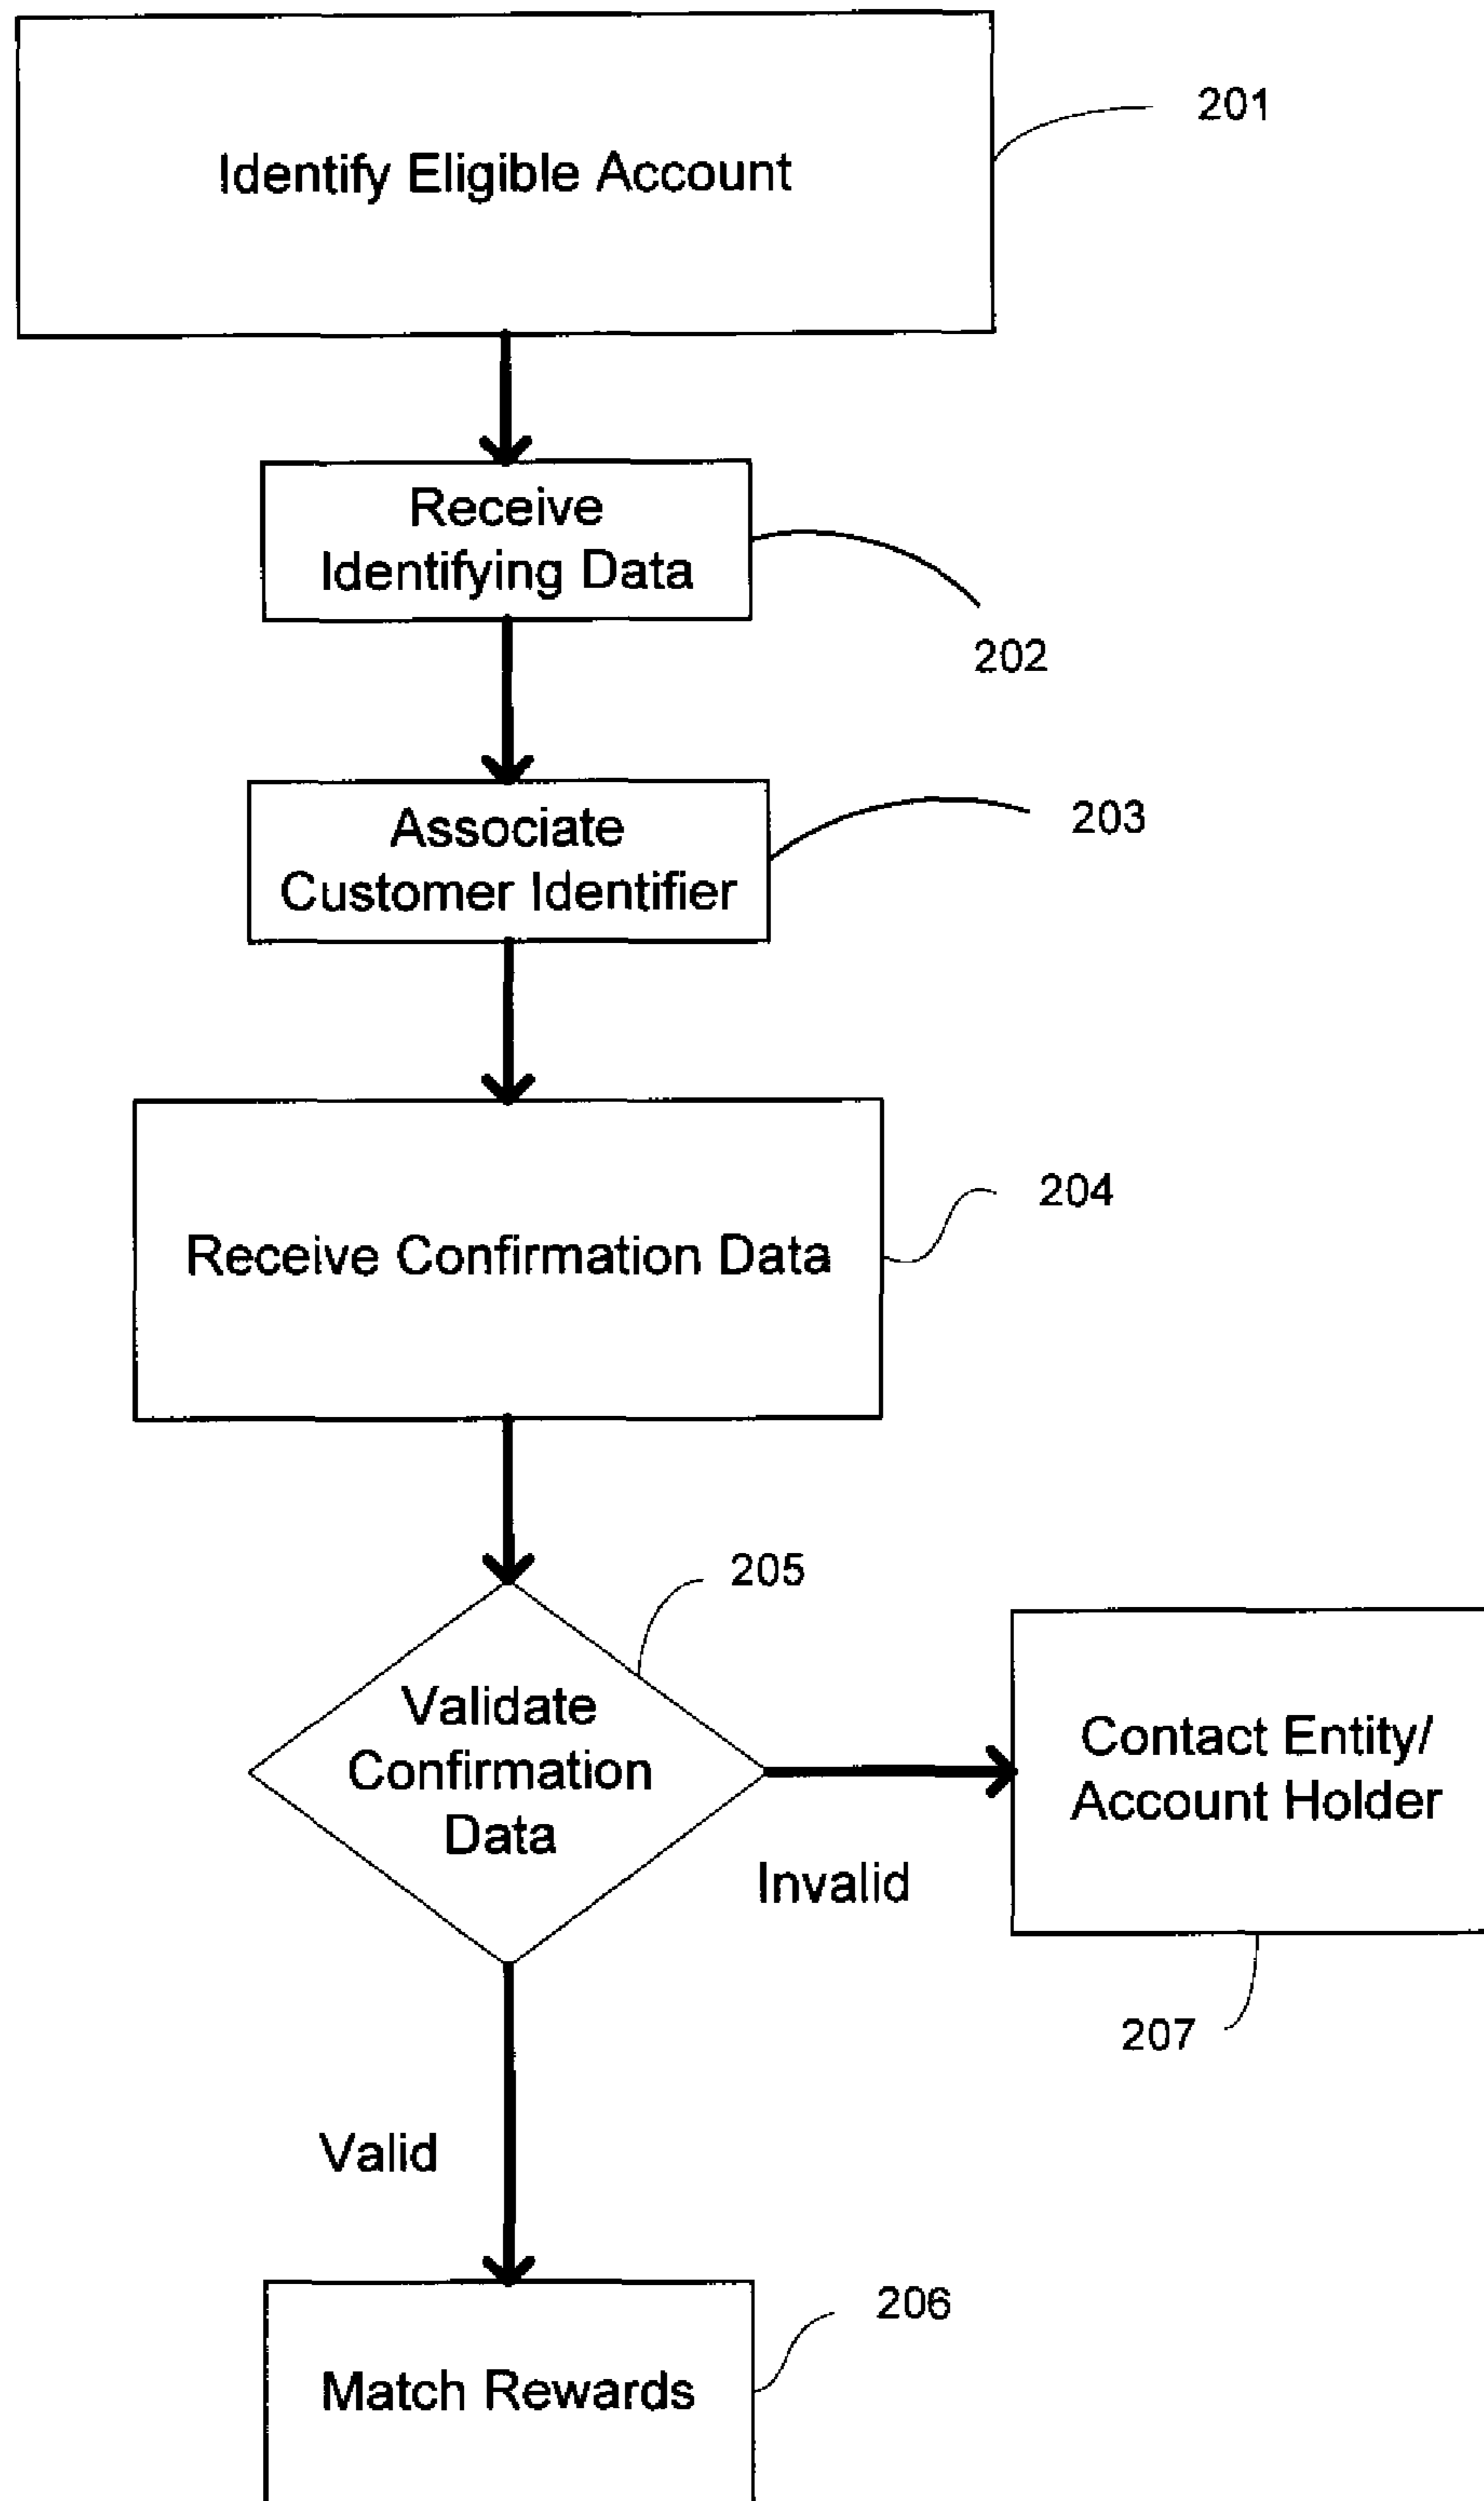 Identify Eligible Account
201
Receive
Identifying Data
202
Associate
Customer Identifier
203
Receive Confirmation Data
204
205
Validate
Confirmation
Data
Invalid
Contact Entity/
Account Holder
207
Valid
206
Match Rewards